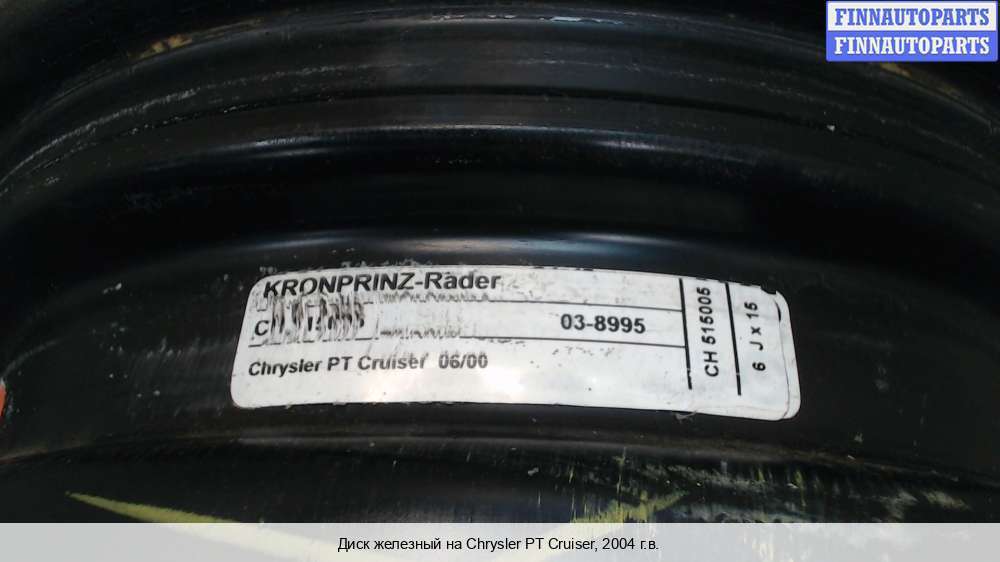 FINNAUTOPARTS
FINNAUTOPARTS
KRONPRINZ-Räder
03-8995
Chrysler PT Cruiser 06/00
CH 515005
6 J x 15
Диск железный на Chrysler PT Cruiser, 2004 г.в.